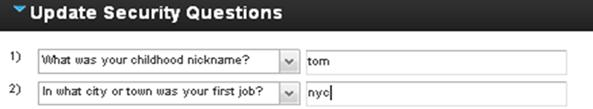 Update Security Questions
1) What was your childhood nickname? tom
2) In what city or town was your first job? nyc